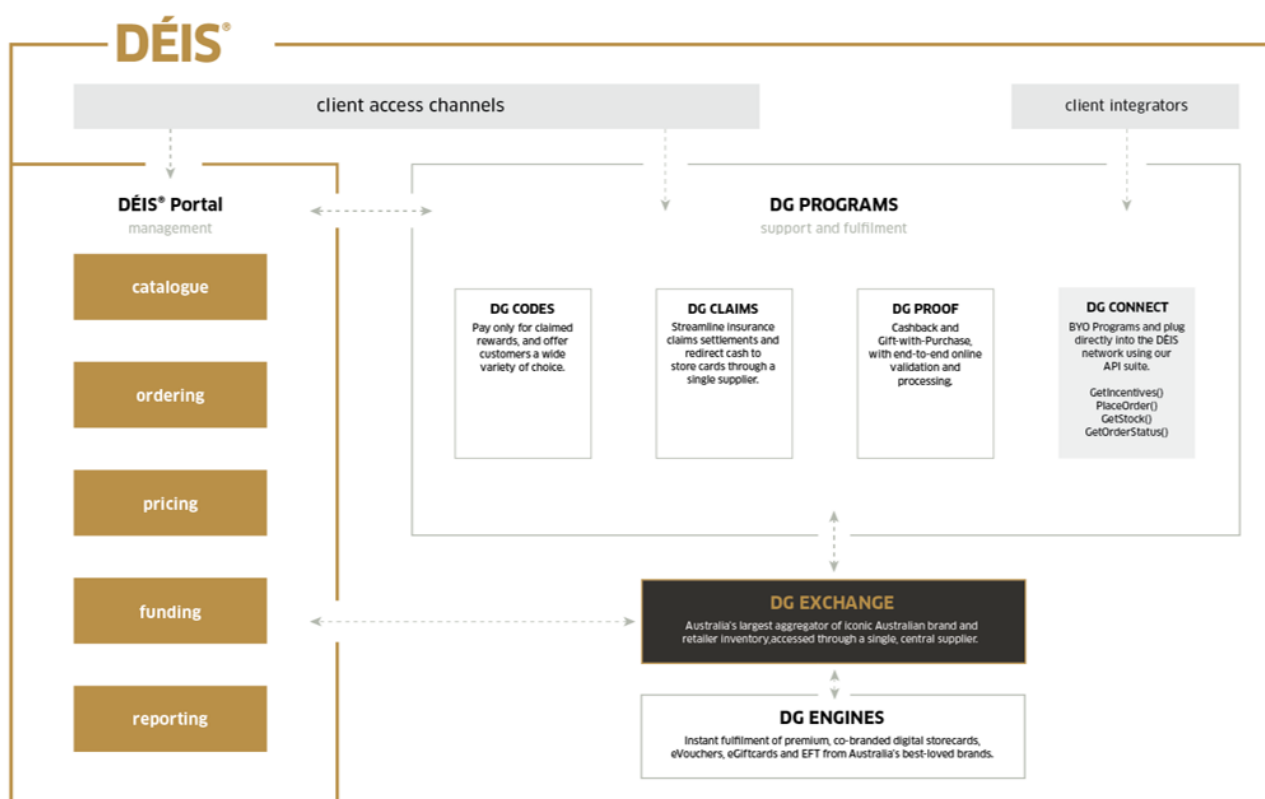 DÉIS®
client access channels
client integrators
DÉIS® Portal
management
catalogue
ordering
pricing
funding
reporting
DG PROGRAMS
support and fulfilment
DG CODES
Pay only for claimed
rewards, and offer
customers a wide
variety of choice.
DG CLAIMS
Streamline insurance
claims settlements and
redirect cash to
store cards through a
single supplier.
DG PROOF
Cashback and
Gift-with-Purchase,
with end-to-end online
validation and
processing.
DG CONNECT
BYO Programs and plug
directly into the DÉIS
network using our
API suite.
GetIncentives()
PlaceOrder()
GetStock()
GetOrderStatus()
DG EXCHANGE
Australia's largest aggregator of iconic Australian brand and
retailer inventory,accessed through a single, central supplier.
DG ENGINES
Instant fulfilment of premium, co-branded digital storecards,
eVouchers, eGiftcards and EFT from Australia's best-loved brands.